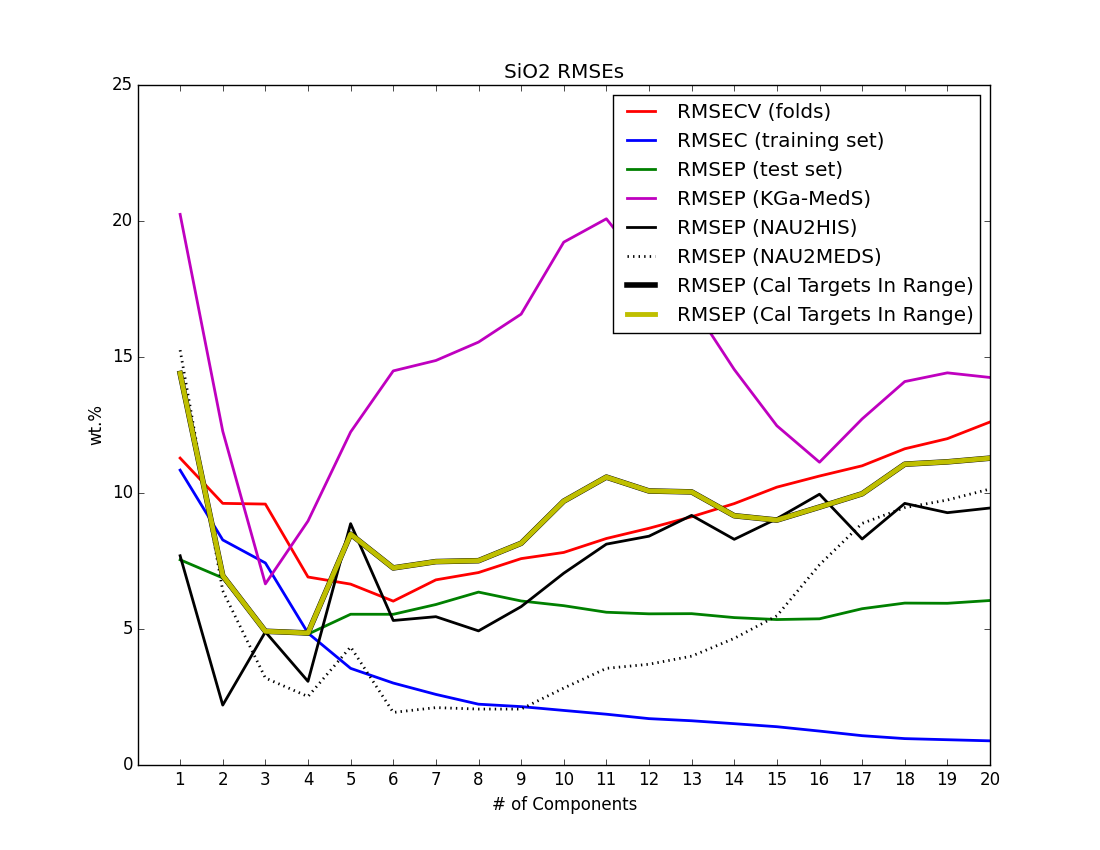 SiO2 RMSEs
25
20
15
10
5
0
wt.%
RMSECV (folds)
RMSEC (training set)
RMSEP (test set)
RMSEP (KGa-MedS)
RMSEP (NAU2HIS)
RMSEP (NAU2MEDS)
RMSEP (Cal Targets In Range)
RMSEP (Cal Targets In Range)
1 2 3 4 5 6 7 8 9 10 11 12 13 14 15 16 17 18 19 20
# of Components